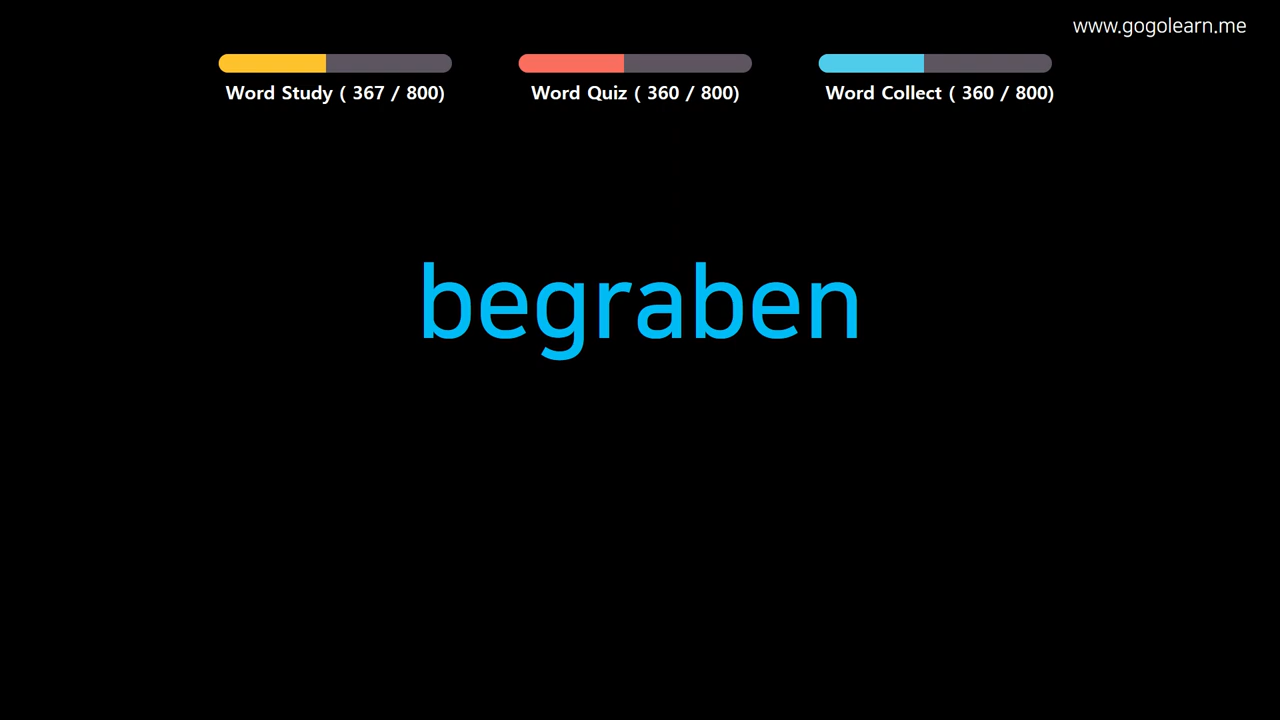 www.gogolearn.me
Word Study ( 367 / 800)
Word Quiz ( 360 / 800)
Word Collect ( 360 / 800)
begraben